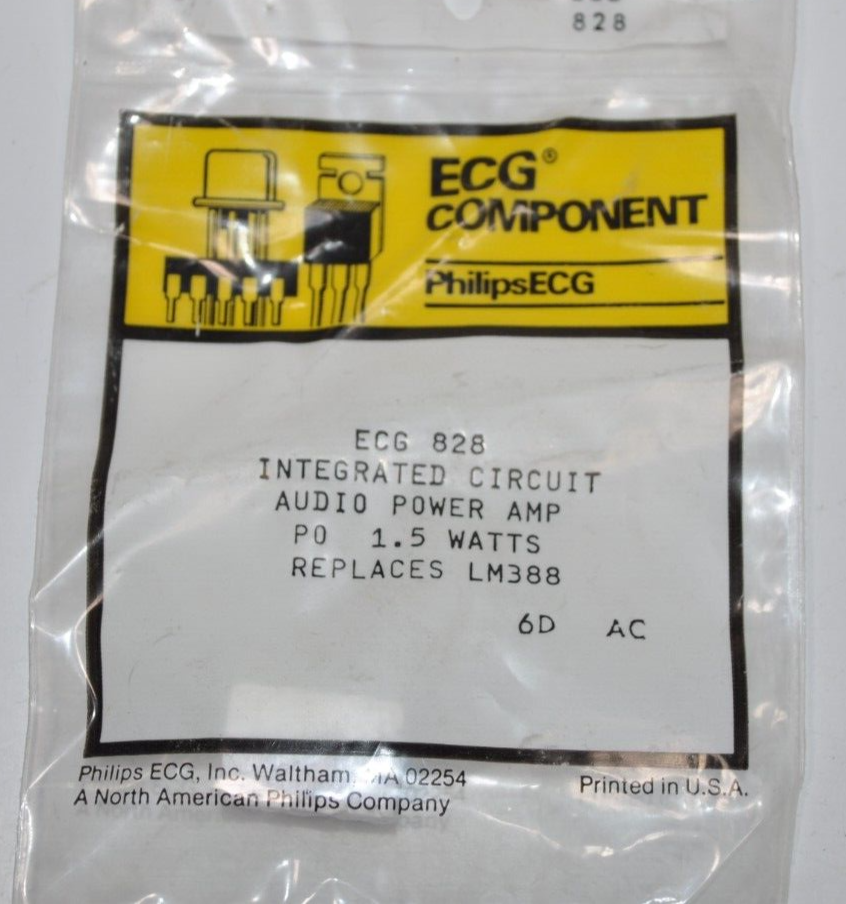 828
ECG®
COMPONENT
PhilipsECG
ECG 828
INTEGRATED CIRCUIT
AUDIO POWER AMP
PO 1.5 WATTS
REPLACES LM388
6D AC
Philips ECG, Inc. Waltham, MA 02254
A North American Philips Company
Printed in U.S.A.